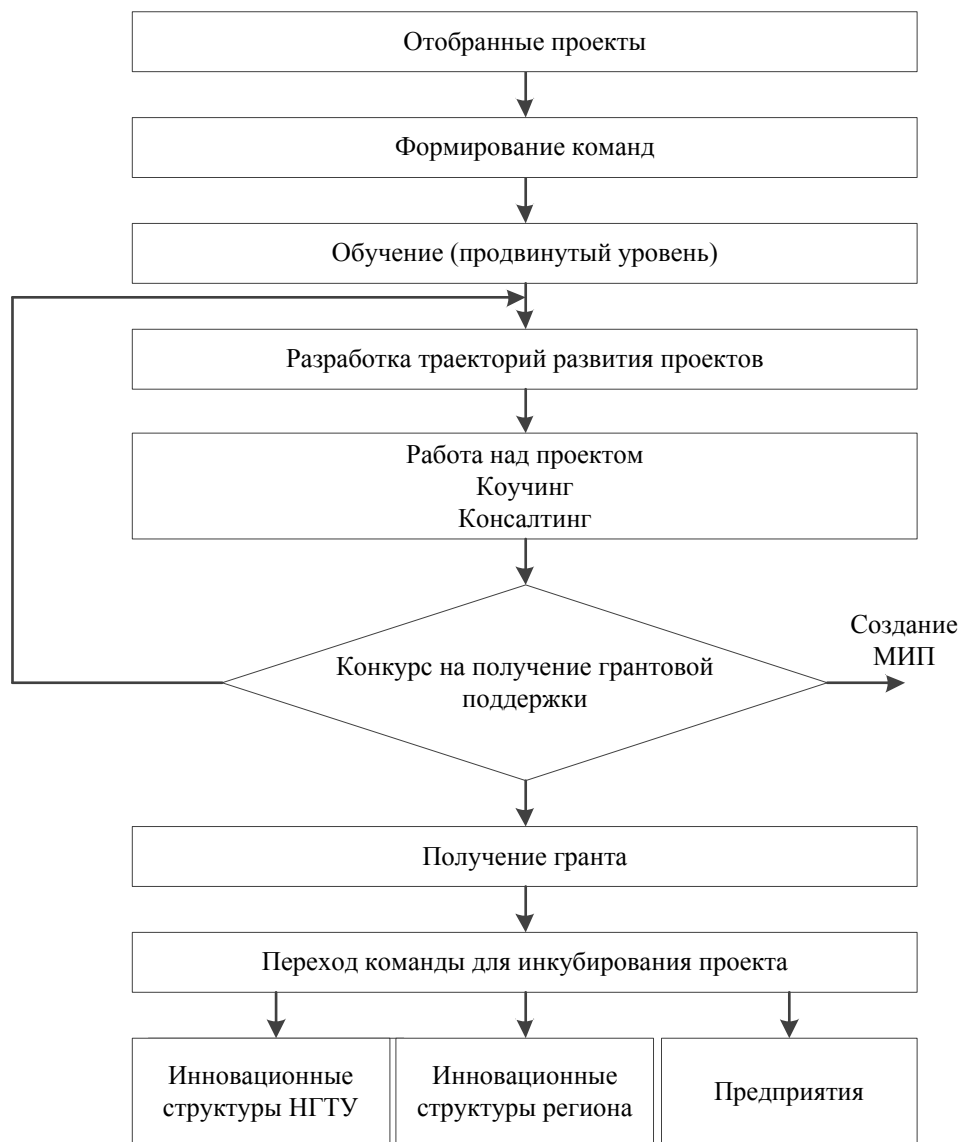 Отобранные проекты
Формирование команд
Обучение (продвинутый уровень)
Разработка траекторий развития проектов
Работа над проектом
Коучинг
Консалтинг
Создание
МИП
Конкурс на получение грантовой
поддержки
Получение гранта
Переход команды для инкубирования проекта
Инновационные
структуры НГТУ
Инновационные
структуры региона
Предприятия